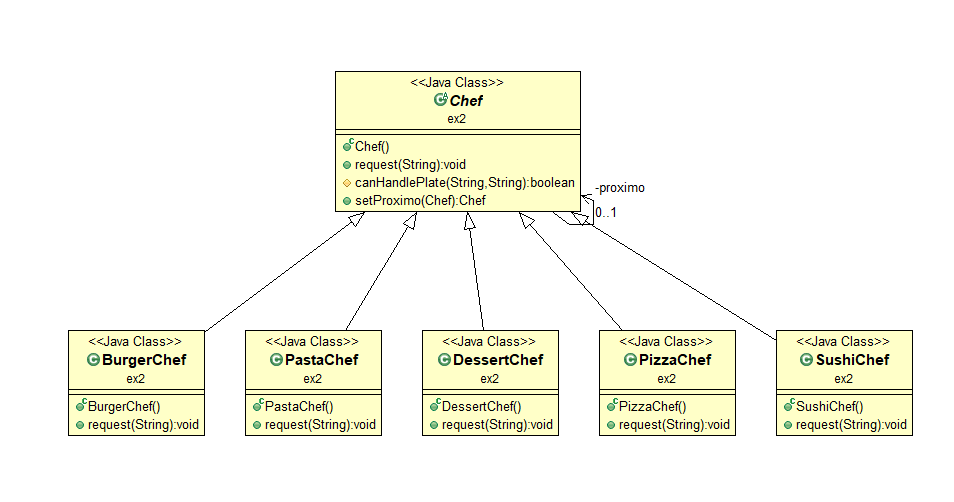 <<Java Class>>
Chef
ex2
Chef()
request(String):void
canHandlePlate(String,String):boolean
setProximo(Chef):Chef
-proximo
0..1
<<Java Class>>
BurgerChef
ex2
BurgerChef()
request(String):void
<<Java Class>>
PastaChef
ex2
PastaChef()
request(String):void
<<Java Class>>
DessertChef
ex2
DessertChef()
request(String):void
<<Java Class>>
PizzaChef
ex2
PizzaChef()
request(String):void
<<Java Class>>
SushiChef
ex2
SushiChef()
request(String):void